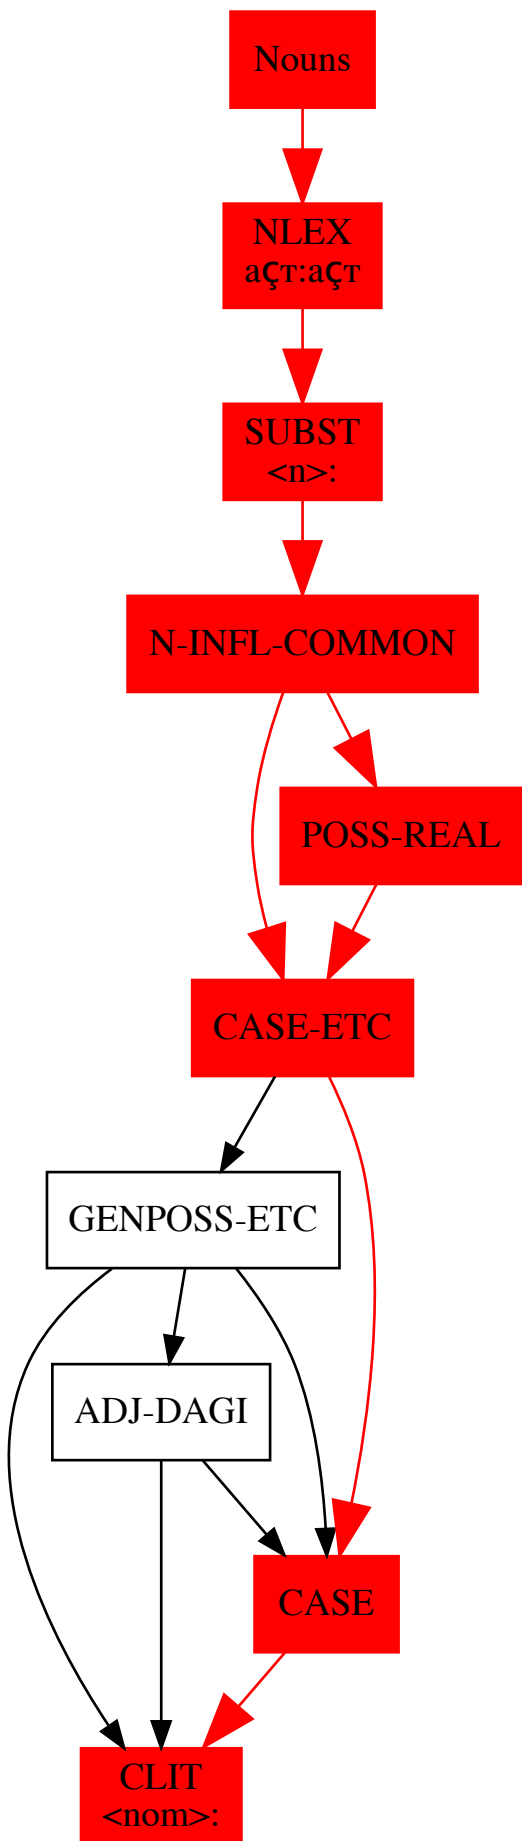 Nouns
NLEX
аҫт:аҫт
SUBST
<n>:
N-INFL-COMMON
POSS-REAL
CASE-ETC
GENPOSS-ETC
ADJ-DAGI
CASE
CLIT
<nom>: